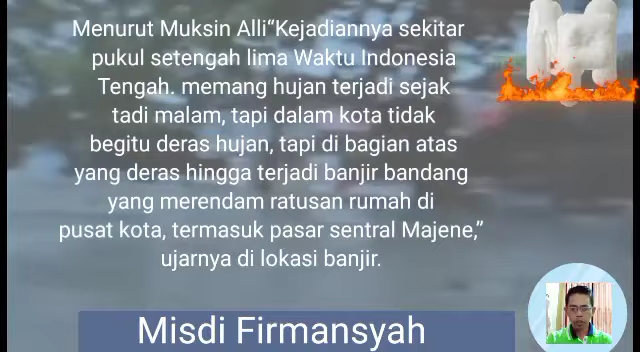 Menurut Muksin Alli“Kejadiannya sekitar
pukul setengah lima Waktu Indonesia
Tengah. memang hujan terjadi sejak
tadi malam, tapi dalam kota tidak
begitu deras hujan, tapi di bagian atas
yang deras hingga terjadi banjir bandang
yang merendam ratusan rumah di
pusat kota, termasuk pasar sentral Majene,”
ujarnya di lokasi banjir.
Misdi Firmansyah